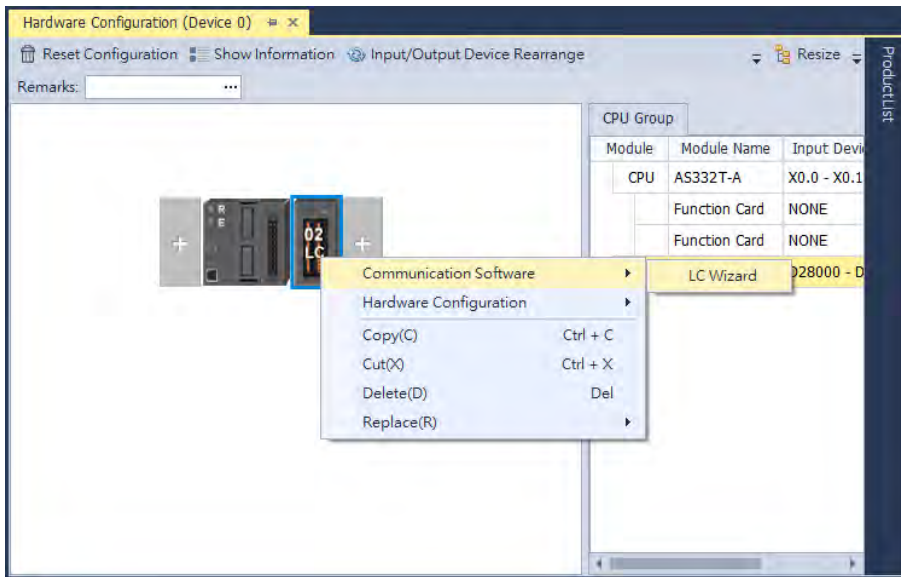 Hardware Configuration (Device 0)
Reset Configuration Show Information Input/Output Device Rearrange Resize
Remarks: ...
ProductList
CPU Group
Module Module Name Input Devi
CPU AS332T-A X0.0 - X0.1
Function Card NONE
Function Card NONE
D28000 - D
R
E
02
LC
Communication Software
LC Wizard
Hardware Configuration
Copy(C) Ctrl + C
Cut(X) Ctrl + X
Delete(D) Del
Replace(R)